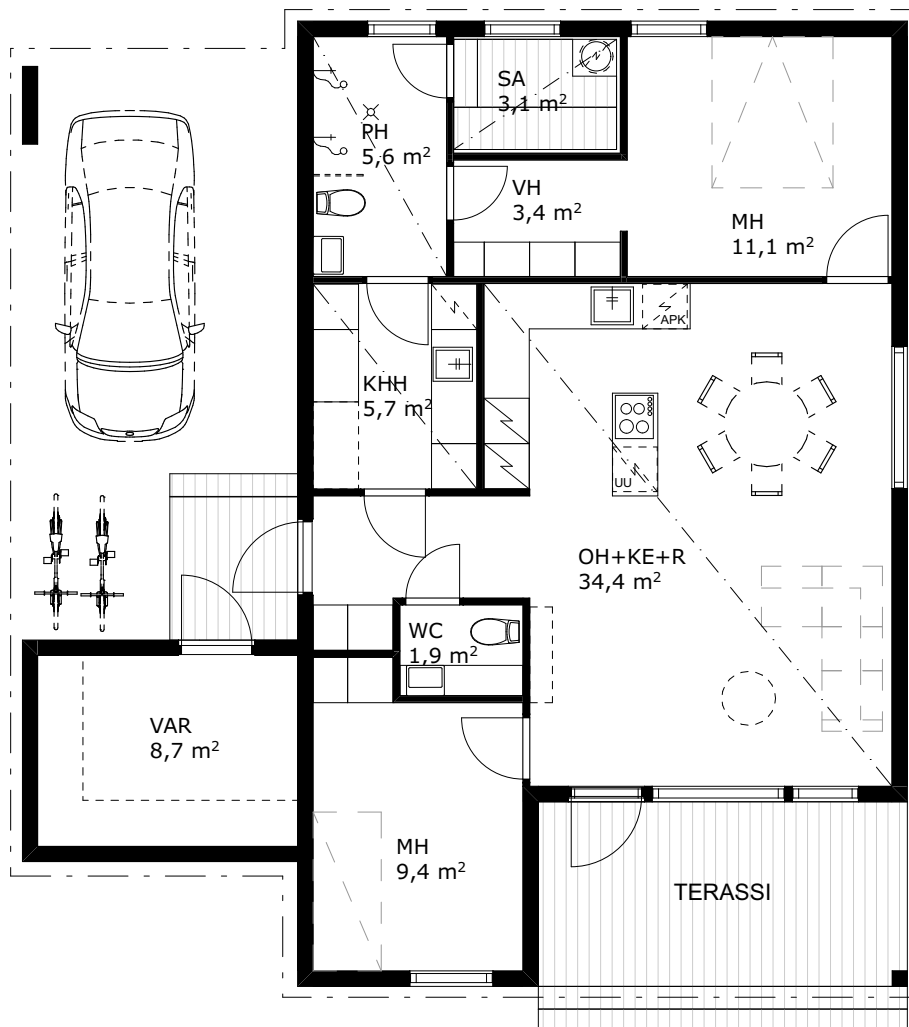 SA
3,1 m²
PH
5,6 m²
VH
3,4 m²
MH
11,1 m²
APK
KHH
5,7 m²
UU
OH+KE+R
34,4 m²
WC
1,9 m²
VAR
8,7 m²
MH
9,4 m²
TERASSI